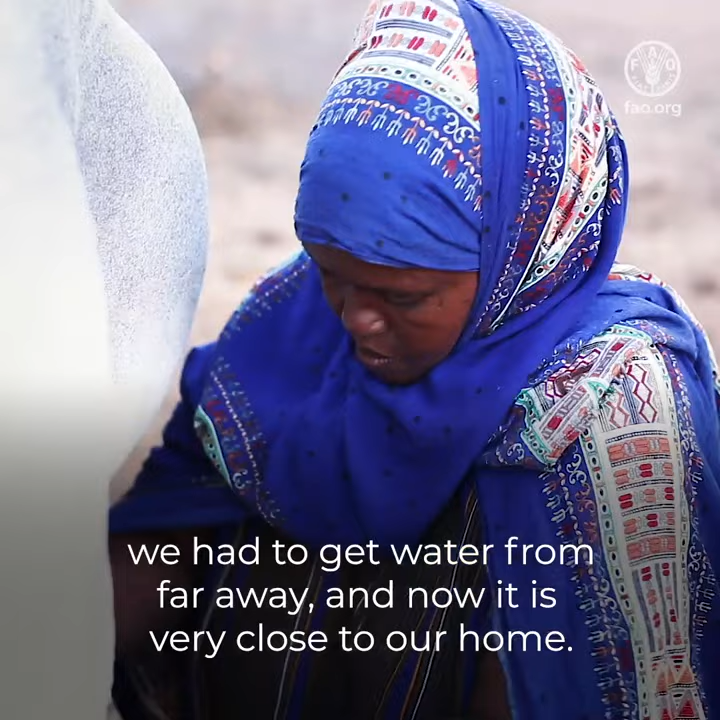 FAO
fao.org
we had to get water from
far away, and now it is
very close to our home.